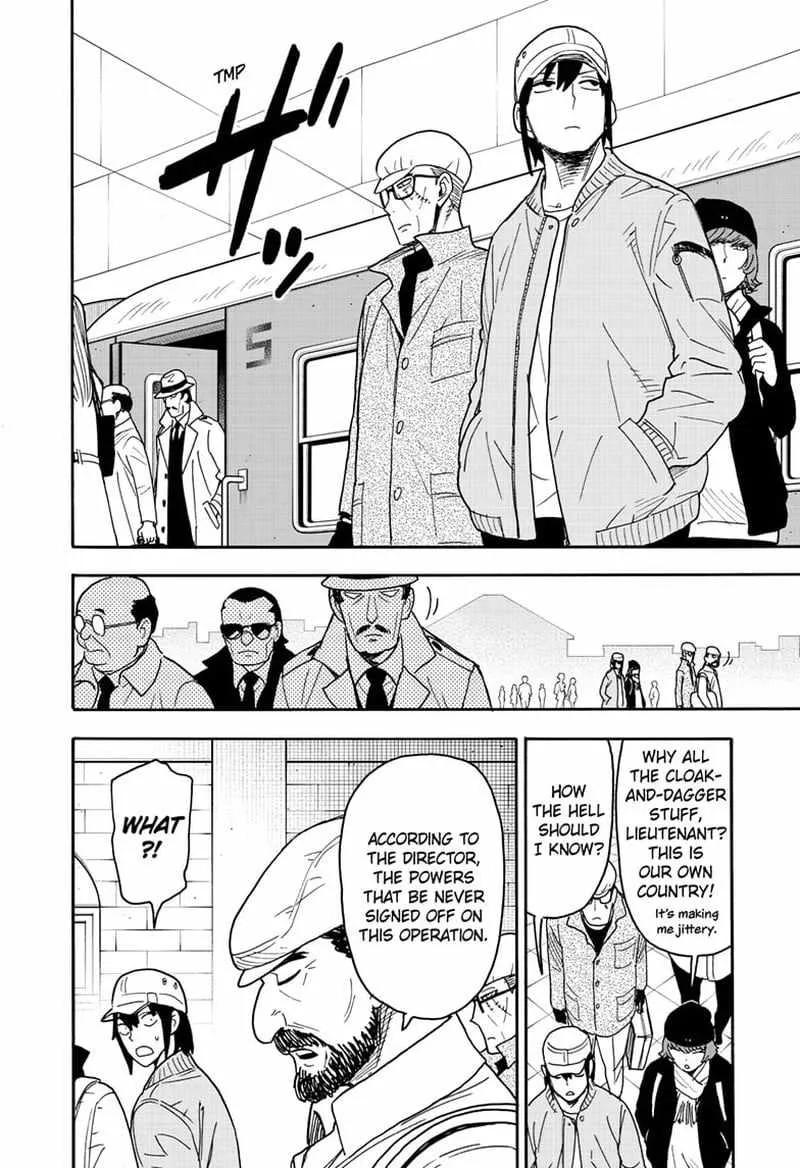 TMP
ザッ
S
WHY ALL
THE CLOAK-
AND-DAGGER
STUFF,
LIEUTENANT?
THIS IS
OUR OWN
COUNTRY!
It's making
me jittery.
HOW
THE HELL
SHOULD
I KNOW?
ACCORDING TO
THE DIRECTOR,
THE POWERS
THAT BE NEVER
SIGNED OFF ON
THIS OPERATION.
WHAT
?!